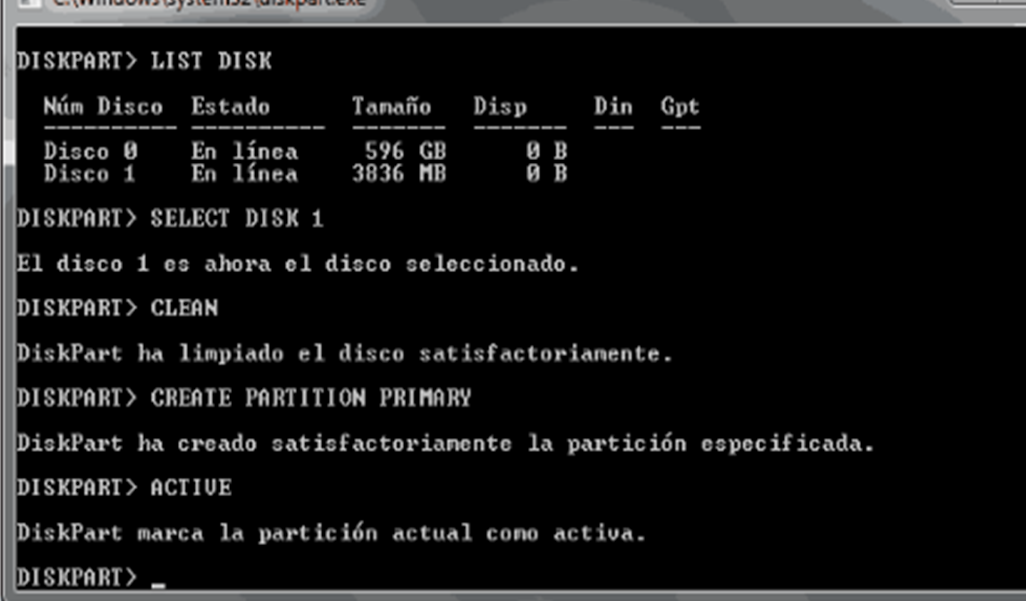 C:\Windows\system32\diskpart.exe
DISKPART> LIST DISK
Núm Disco Estado Tamaño Disp Din Gpt
---------- ---------- ------- ------- --- ---
Disco 0 En línea 596 GB 0 B
Disco 1 En línea 3836 MB 0 B
DISKPART> SELECT DISK 1
El disco 1 es ahora el disco seleccionado.
DISKPART> CLEAN
DiskPart ha limpiado el disco satisfactoriamente.
DISKPART> CREATE PARTITION PRIMARY
DiskPart ha creado satisfactoriamente la partición especificada.
DISKPART> ACTIVE
DiskPart marca la partición actual como activa.
DISKPART> _